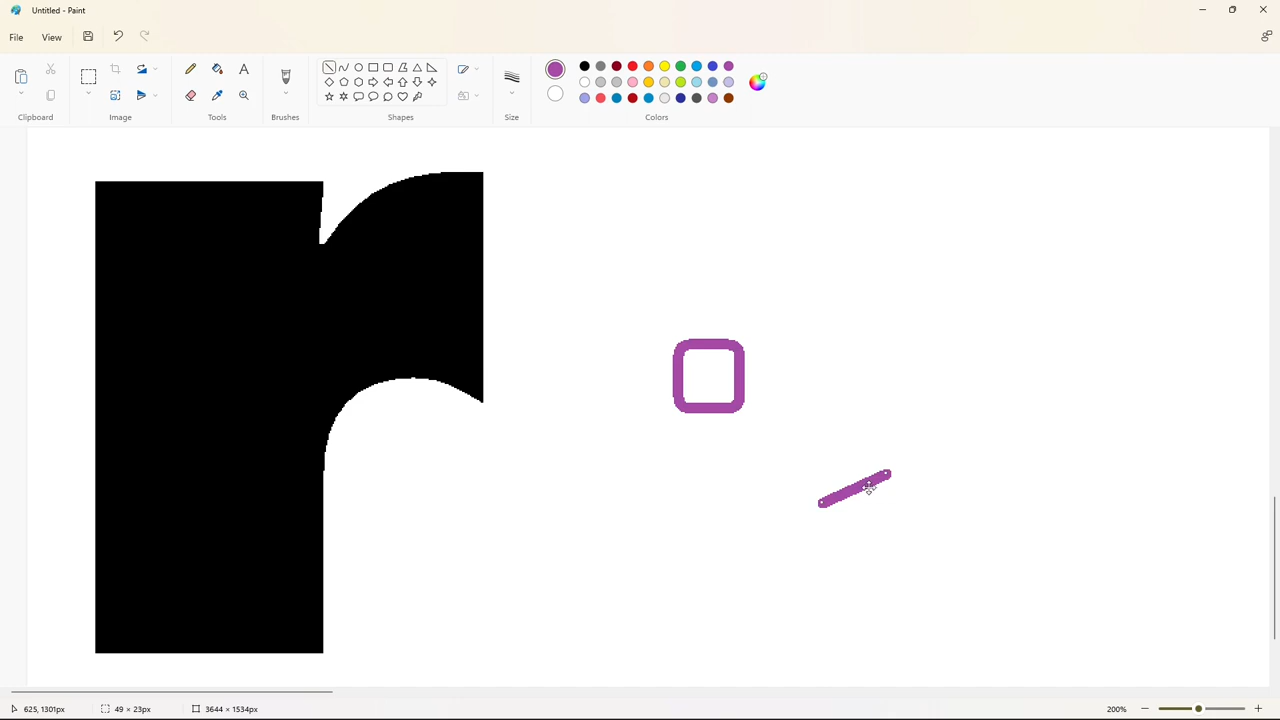 Untitled - Paint
File View
Clipboard Image Tools Brushes Shapes Size Colors
r
625, 1301px 49 × 23px 3644 × 1534px 200%